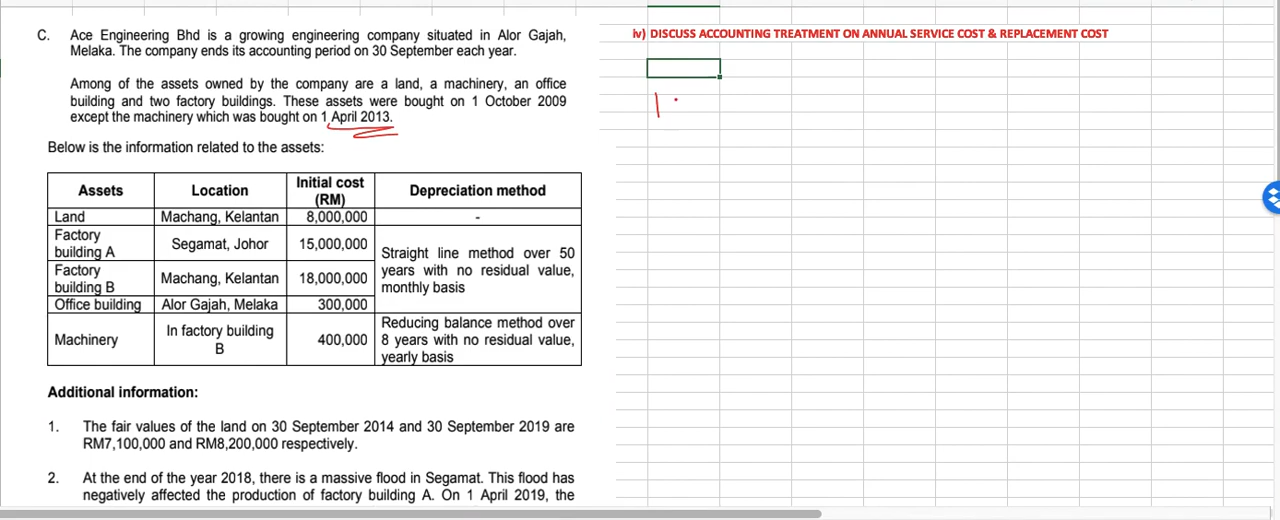 C. Ace Engineering Bhd is a growing engineering company situated in Alor Gajah,
Melaka. The company ends its accounting period on 30 September each year.
Among of the assets owned by the company are a land, a machinery, an office
building and two factory buildings. These assets were bought on 1 October 2009
except the machinery which was bought on 1 April 2013.
Below is the information related to the assets:
Assets Location Initial cost (RM) Depreciation method
Land Machang, Kelantan 8,000,000 -
Factory building A Segamat, Johor 15,000,000 Straight line method over 50 years with no residual value, monthly basis
Factory building B Machang, Kelantan 18,000,000
Office building Alor Gajah, Melaka 300,000
Machinery In factory building B 400,000 Reducing balance method over 8 years with no residual value, yearly basis
Additional information:
1. The fair values of the land on 30 September 2014 and 30 September 2019 are
RM7,100,000 and RM8,200,000 respectively.
2. At the end of the year 2018, there is a massive flood in Segamat. This flood has
negatively affected the production of factory building A. On 1 April 2019, the
iv) DISCUSS ACCOUNTING TREATMENT ON ANNUAL SERVICE COST & REPLACEMENT COST